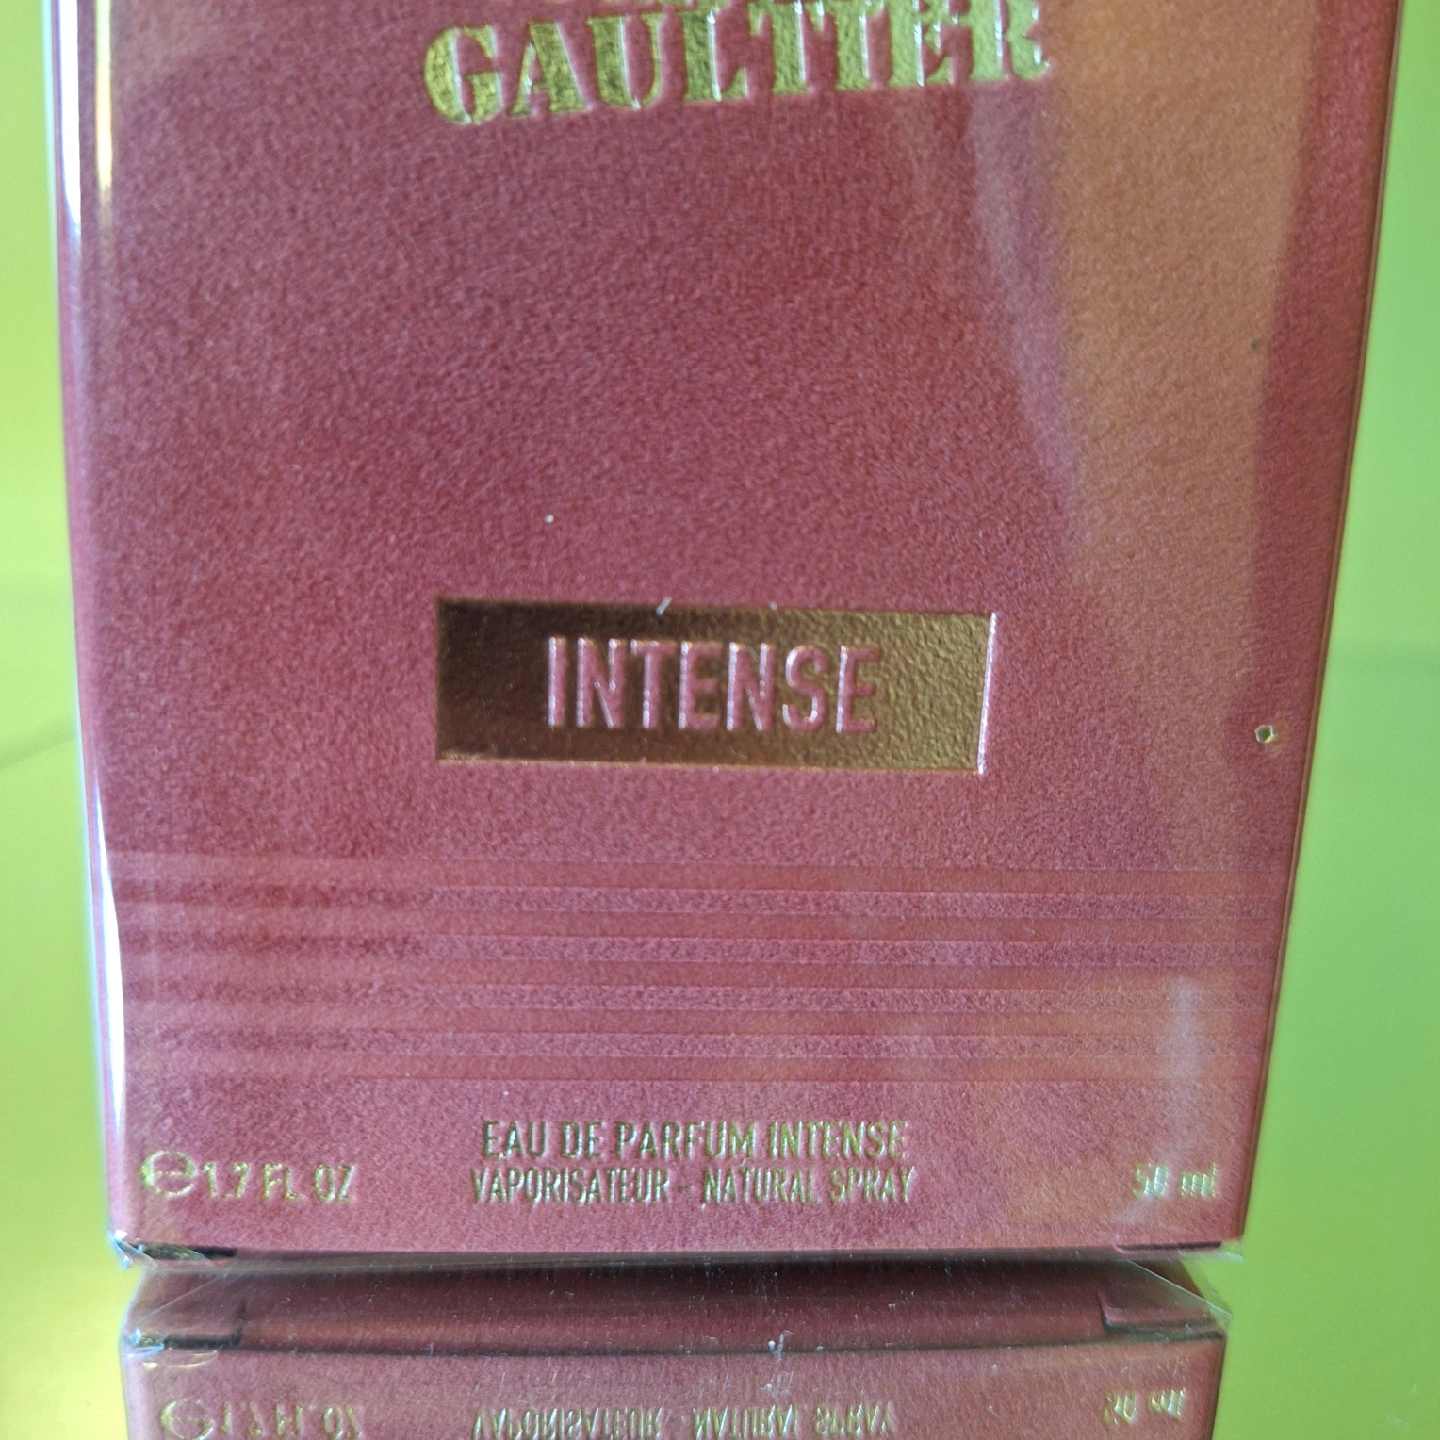 GAULTIER
INTENSE
EAU DE PARFUM INTENSE
℮ 1.7 FL. OZ VAPORISATEUR - NATURAL SPRAY 50 ml